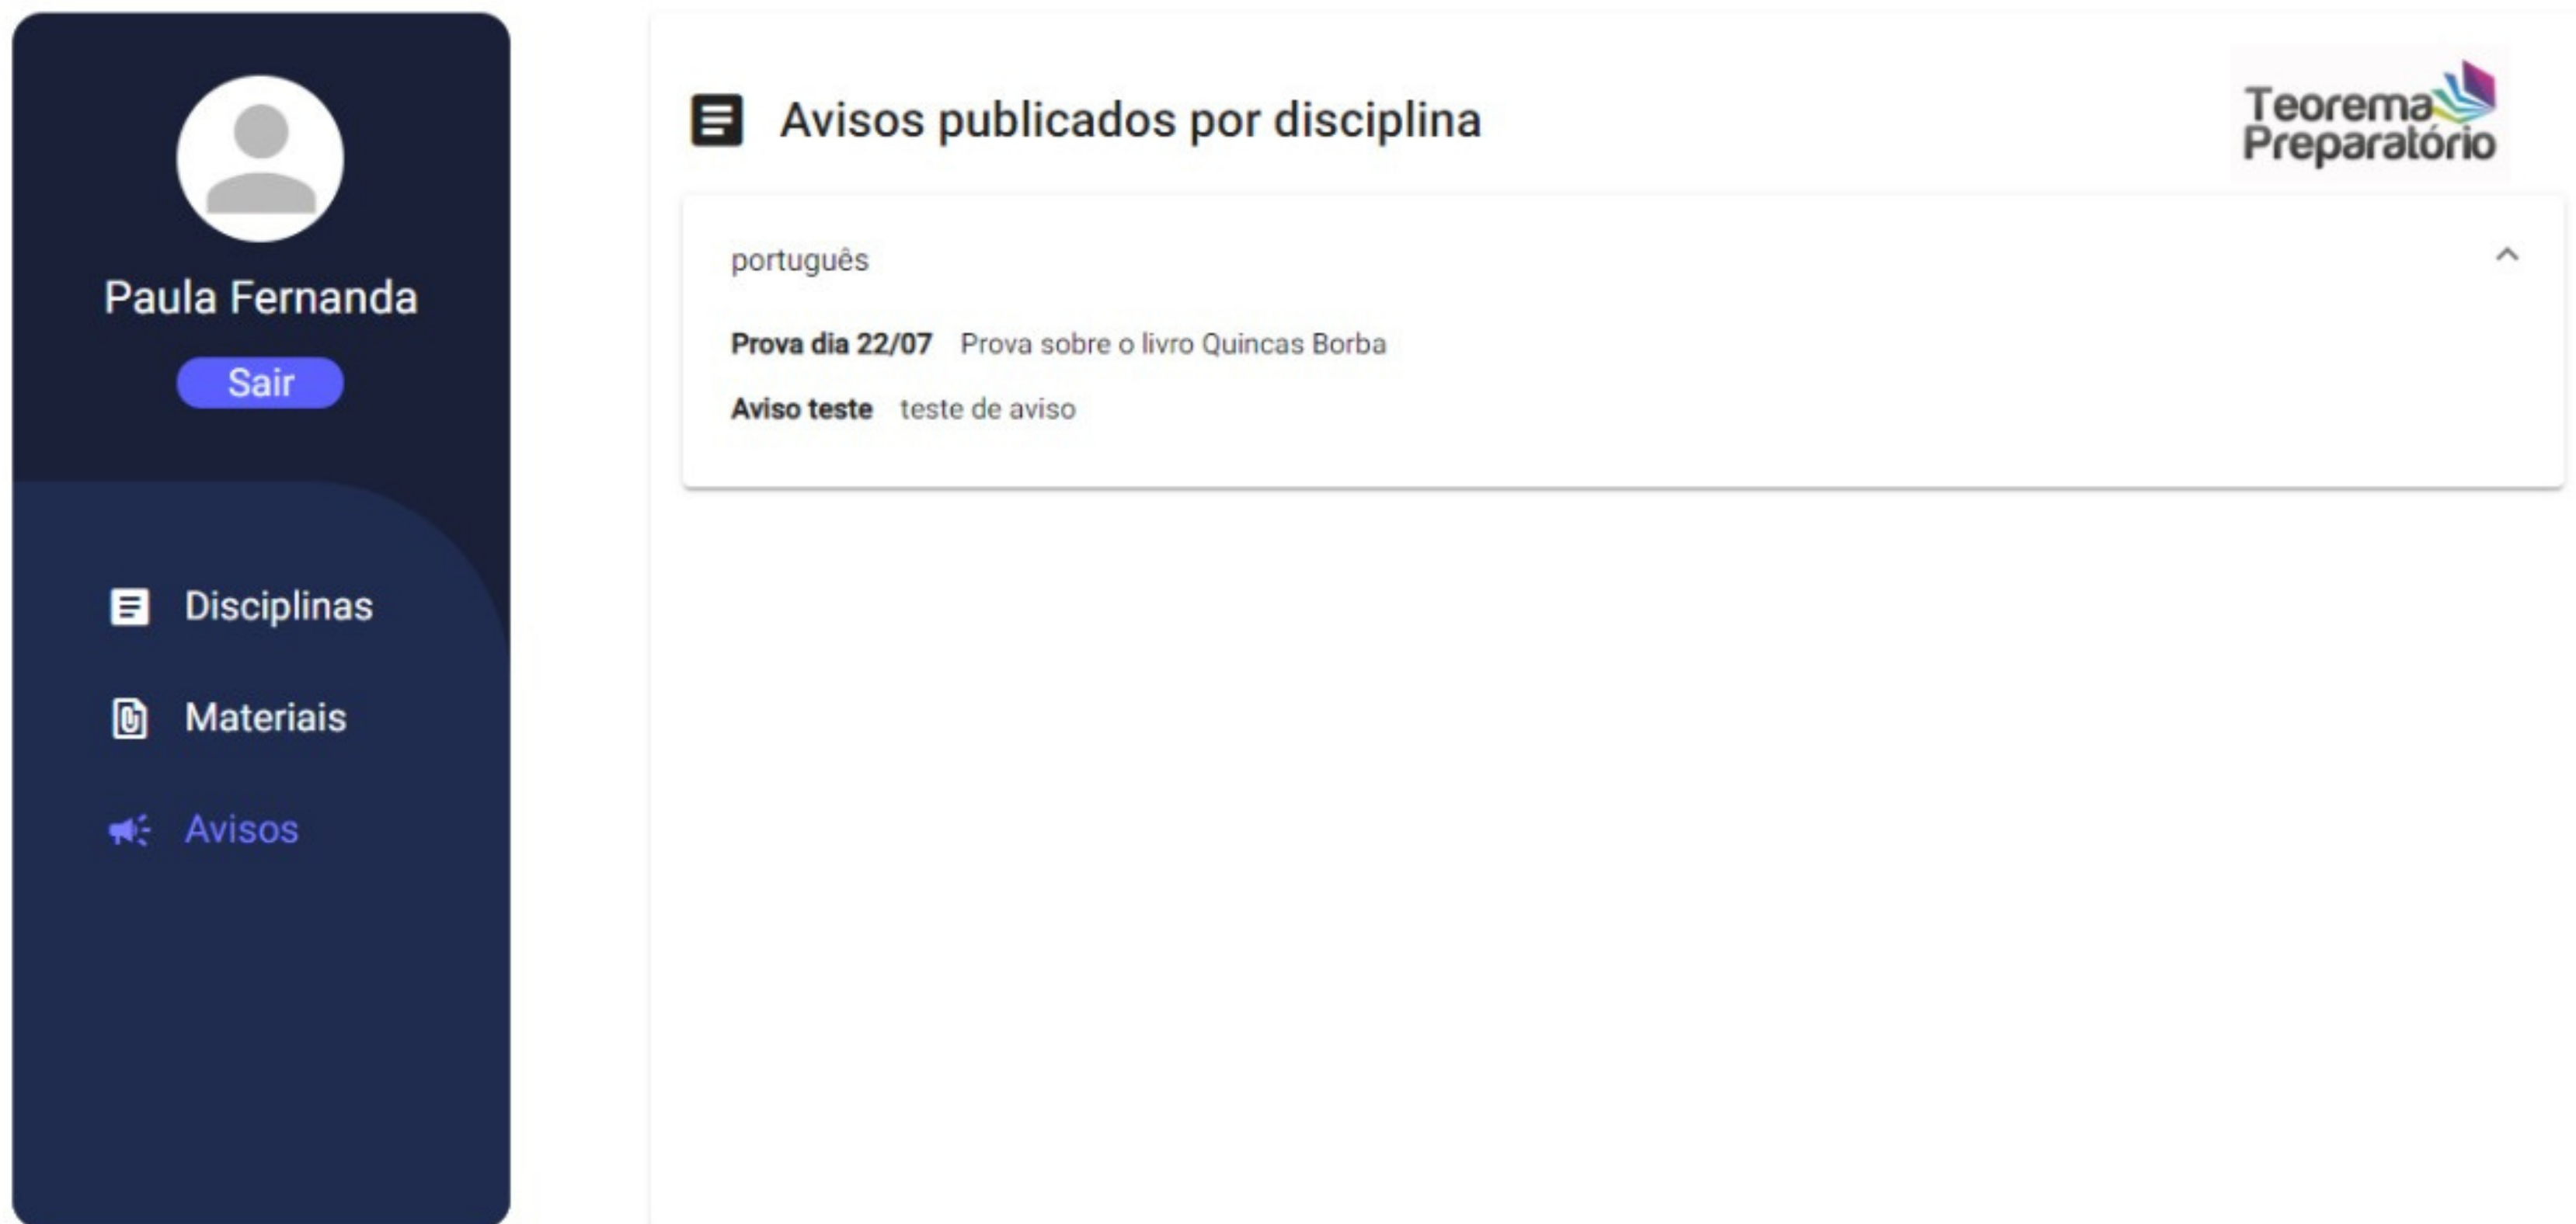 Paula Fernanda
Sair
Disciplinas
Materiais
Avisos
Avisos publicados por disciplina
Teorema
Preparatório
português
Prova dia 22/07 Prova sobre o livro Quincas Borba
Aviso teste teste de aviso